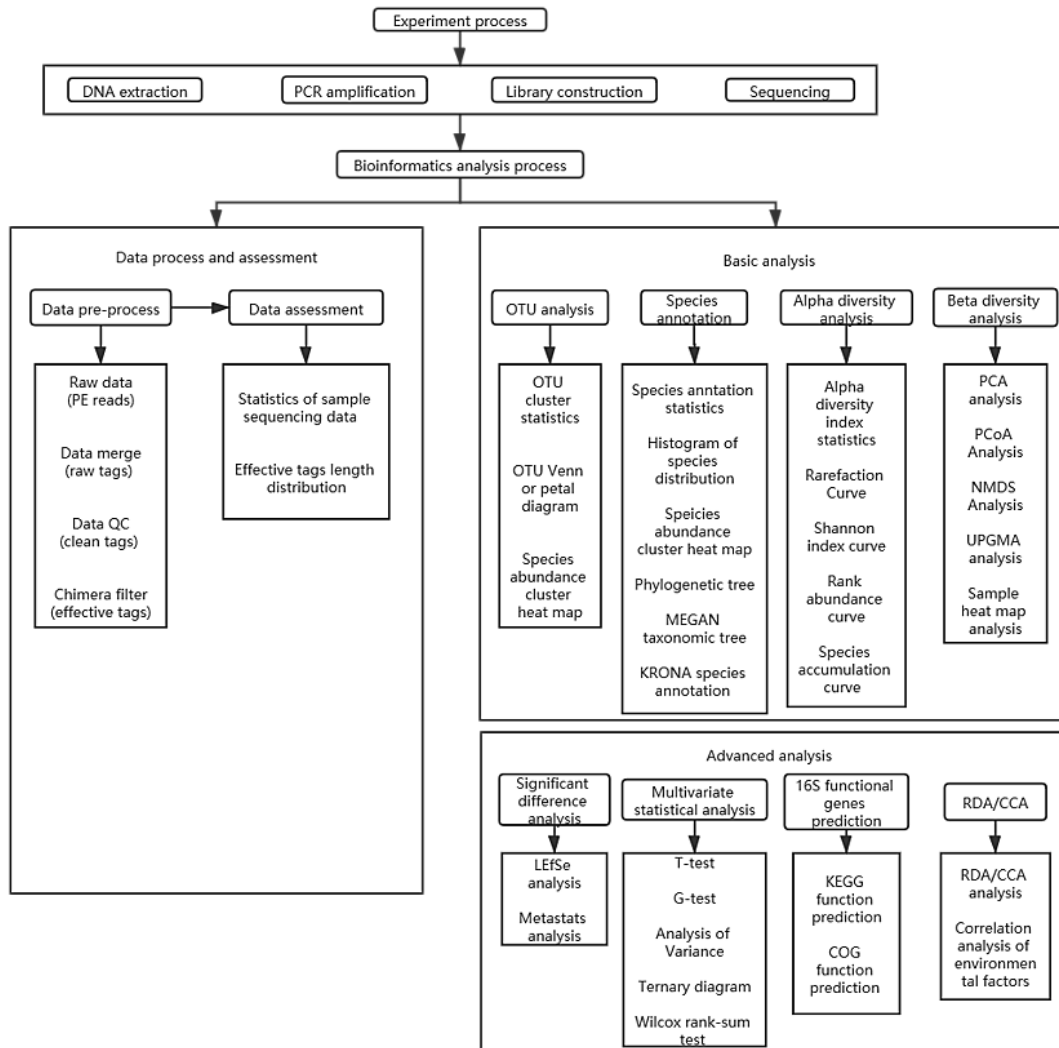 Experiment process
DNA extraction
PCR amplification
Library construction
Sequencing
Bioinformatics analysis process
Data process and assessment
Data pre-process
Data assessment
Raw data
(PE reads)
Data merge
(raw tags)
Data QC
(clean tags)
Chimera filter
(effective tags)
Statistics of sample
sequencing data
Effective tags length
distribution
Basic analysis
OTU analysis
Species
annotation
Alpha diversity
analysis
Beta diversity
analysis
OTU
cluster
statistics
OTU Venn
or petal
diagram
Species
abundance
cluster
heat map
Species anntation
statistics
Histogram of
species
distribution
Speicies
abundance
cluster heat map
Phylogenetic tree
MEGAN
taxonomic tree
KRONA species
annotation
Alpha
diversity
index
statistics
Rarefaction
Curve
Shannon
index curve
Rank
abundance
curve
Species
accumulation
curve
PCA
analysis
PCoA
Analysis
NMDS
Analysis
UPGMA
analysis
Sample
heat map
analysis
Advanced analysis
Significant
difference
analysis
Multivariate
statistical analysis
16S functional
genes
prediction
RDA/CCA
LEfSe
analysis
Metastats
analysis
T-test
G-test
Analysis of
Variance
Ternary diagram
Wilcox rank-sum
test
KEGG
function
prediction
COG
function
prediction
RDA/CCA
analysis
Correlation
analysis of
environmen
tal factors